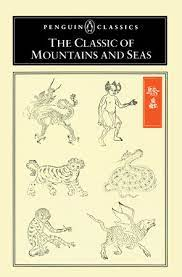 PENGUIN CLASSICS
THE CLASSIC OF
MOUNTAINS AND SEAS